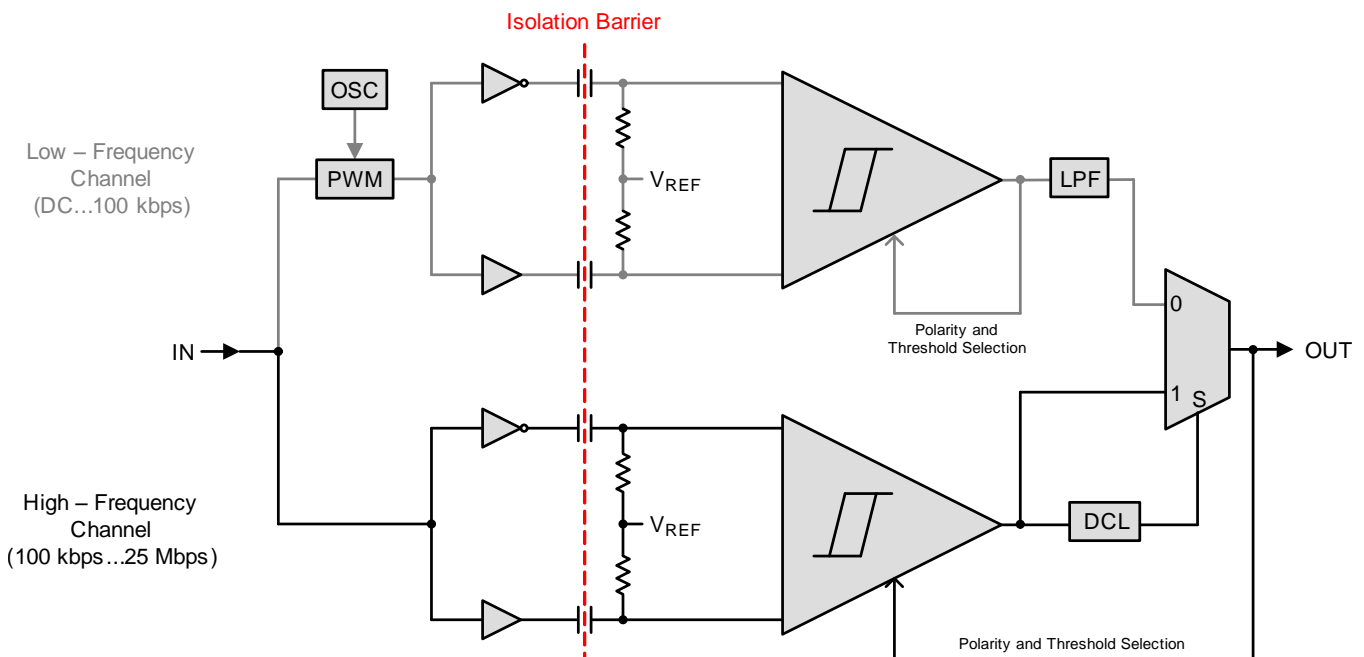 Isolation Barrier
OSC
Low – Frequency
Channel
(DC...100 kbps)
PWM
VREF
LPF
Polarity and
Threshold Selection
0
IN
OUT
1
S
High – Frequency
Channel
(100 kbps...25 Mbps)
VREF
DCL
Polarity and Threshold Selection